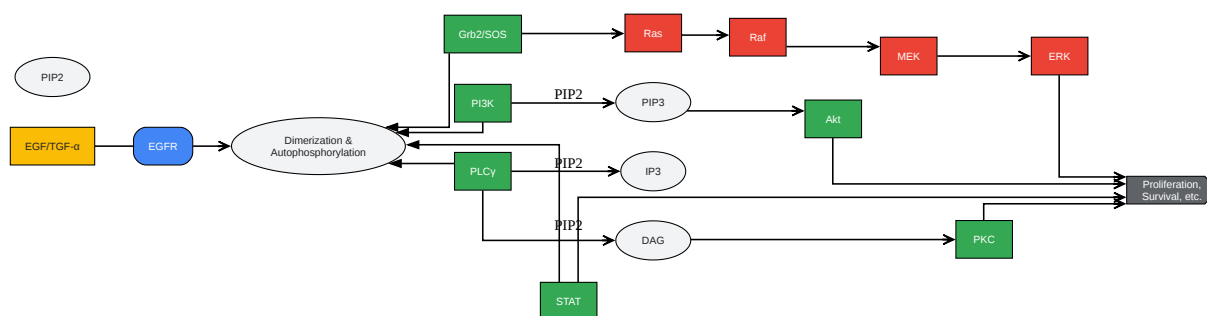 Grb2/SOS
Ras
Raf
MEK
ERK
PIP2
PI3K
PIP2
PIP3
Akt
EGF/TGF-α
EGFR
Dimerization &
Autophosphorylation
PLCγ
PIP2
IP3
Proliferation,
Survival, etc.
PIP2
DAG
PKC
STAT